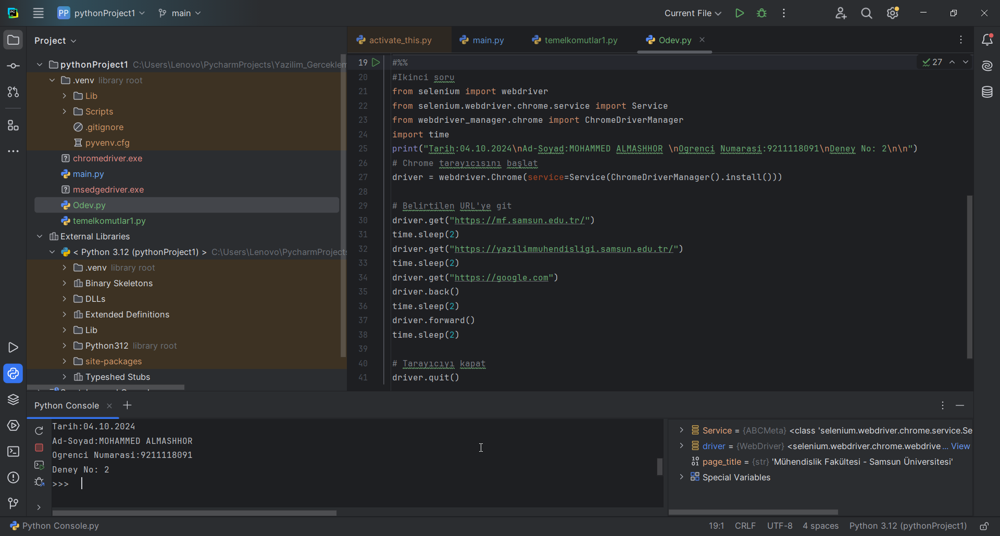 PP pythonProject1 main Current File
Project
activate_this.py main.py temelkomutlar1.py Odev.py
pythonProject1 C:\Users\Lenovo\PycharmProjects\Yazilim_Gerceklem
.venv library root
Lib
Scripts
.gitignore
pyvenv.cfg
chromedriver.exe
main.py
msedgedriver.exe
Odev.py
temelkomutlar1.py
External Libraries
< Python 3.12 (pythonProject1) > C:\Users\Lenovo\PycharmProjects
.venv library root
Binary Skeletons
DLLs
Extended Definitions
Lib
Python312 library root
site-packages
Typeshed Stubs
27
19 #%%
20 #Ikinci soru
21 from selenium import webdriver
22 from selenium.webdriver.chrome.service import Service
23 from webdriver_manager.chrome import ChromeDriverManager
24 import time
25 print("Tarih:04.10.2024\nAd-Soyad:MOHAMMED ALMASHHOR \nOgrenci Numarasi:9211118091\nDeney No: 2\n\n")
26 # Chrome tarayıcısını başlat
27 driver = webdriver.Chrome(service=Service(ChromeDriverManager().install()))
28
29 # Belirtilen URL'ye git
30 driver.get("https://mf.samsun.edu.tr/")
31 time.sleep(2)
32 driver.get("https://yazilimmuhendisligi.samsun.edu.tr/")
33 time.sleep(2)
34 driver.get("https://google.com")
35 driver.back()
36 time.sleep(2)
37 driver.forward()
38 time.sleep(2)
39
40 # Tarayıcıyı kapat
41 driver.quit()
Python Console
Tarih:04.10.2024
Ad-Soyad:MOHAMMED ALMASHHOR
Ogrenci Numarasi:9211118091
Deney No: 2
>>>
Service = {ABCMeta} <class 'selenium.webdriver.chrome.service.Se
driver = {WebDriver} <selenium.webdriver.chrome.webdrive ... View
page_title = {str} 'Mühendislik Fakültesi - Samsun Üniversitesi'
Special Variables
Python Console.py 19:1 CRLF UTF-8 4 spaces Python 3.12 (pythonProject1)